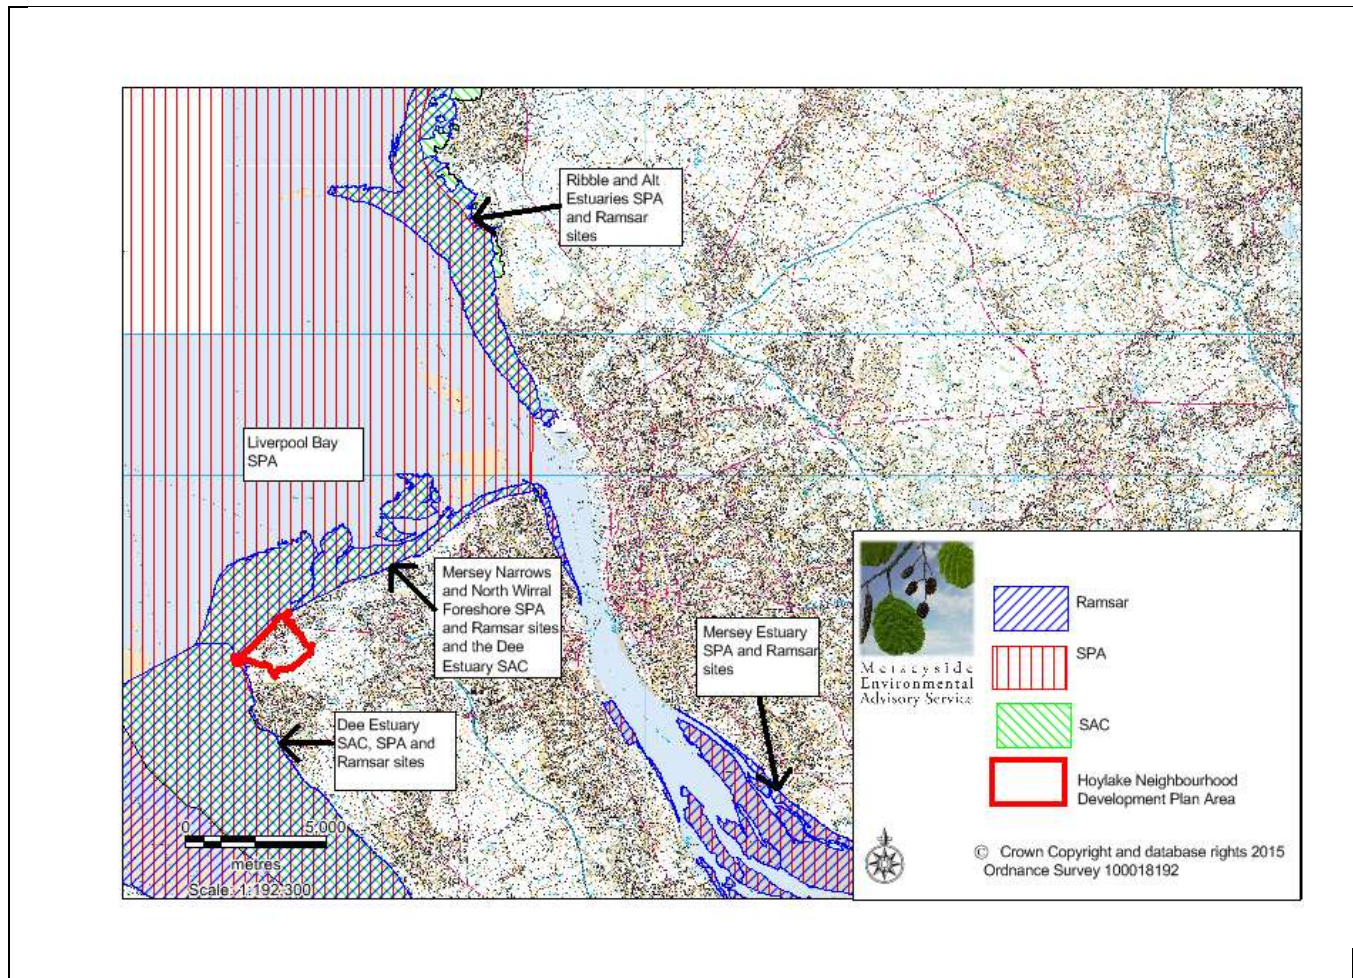 Ribble and Alt
Estuaries SPA
and Ramsar
sites
Liverpool Bay
SPA
Mersey Narrows
and North Wirral
Foreshore SPA
and Ramsar sites
and the Dee
Estuary SAC
Mersey Estuary
SPA and Ramsar
sites
Dee Estuary
SAC, SPA and
Ramsar sites
0 5,000
metres
Scale: 1:192,300
Merseyside
Environmental
Advisory Service
Ramsar
SPA
SAC
Hoylake Neighbourhood
Development Plan Area
© Crown Copyright and database rights 2015
Ordnance Survey 100018192